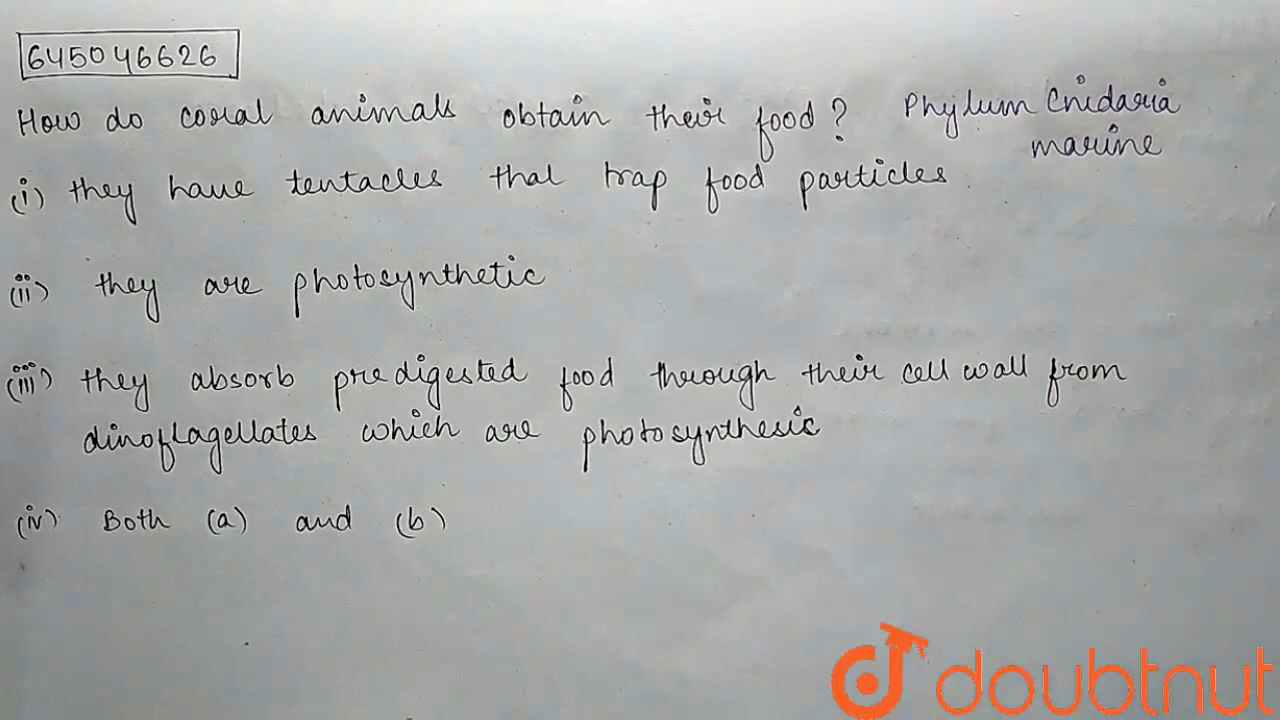 645046626
How do coral animals obtain their food? Phylum Cnidaria
marine
(i) they have tentacles that trap food particles.
(ii) they are photosynthetic
(iii) they absorb predigested food through their cell wall from
dinoflagellates which are photosynthesic
(iv) Both (a) and (b)
doubtnut